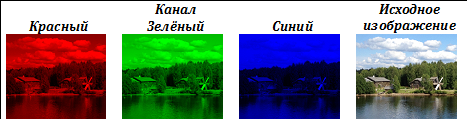 Красный
Канал
Зелёный
Синий
Исходное
изображение